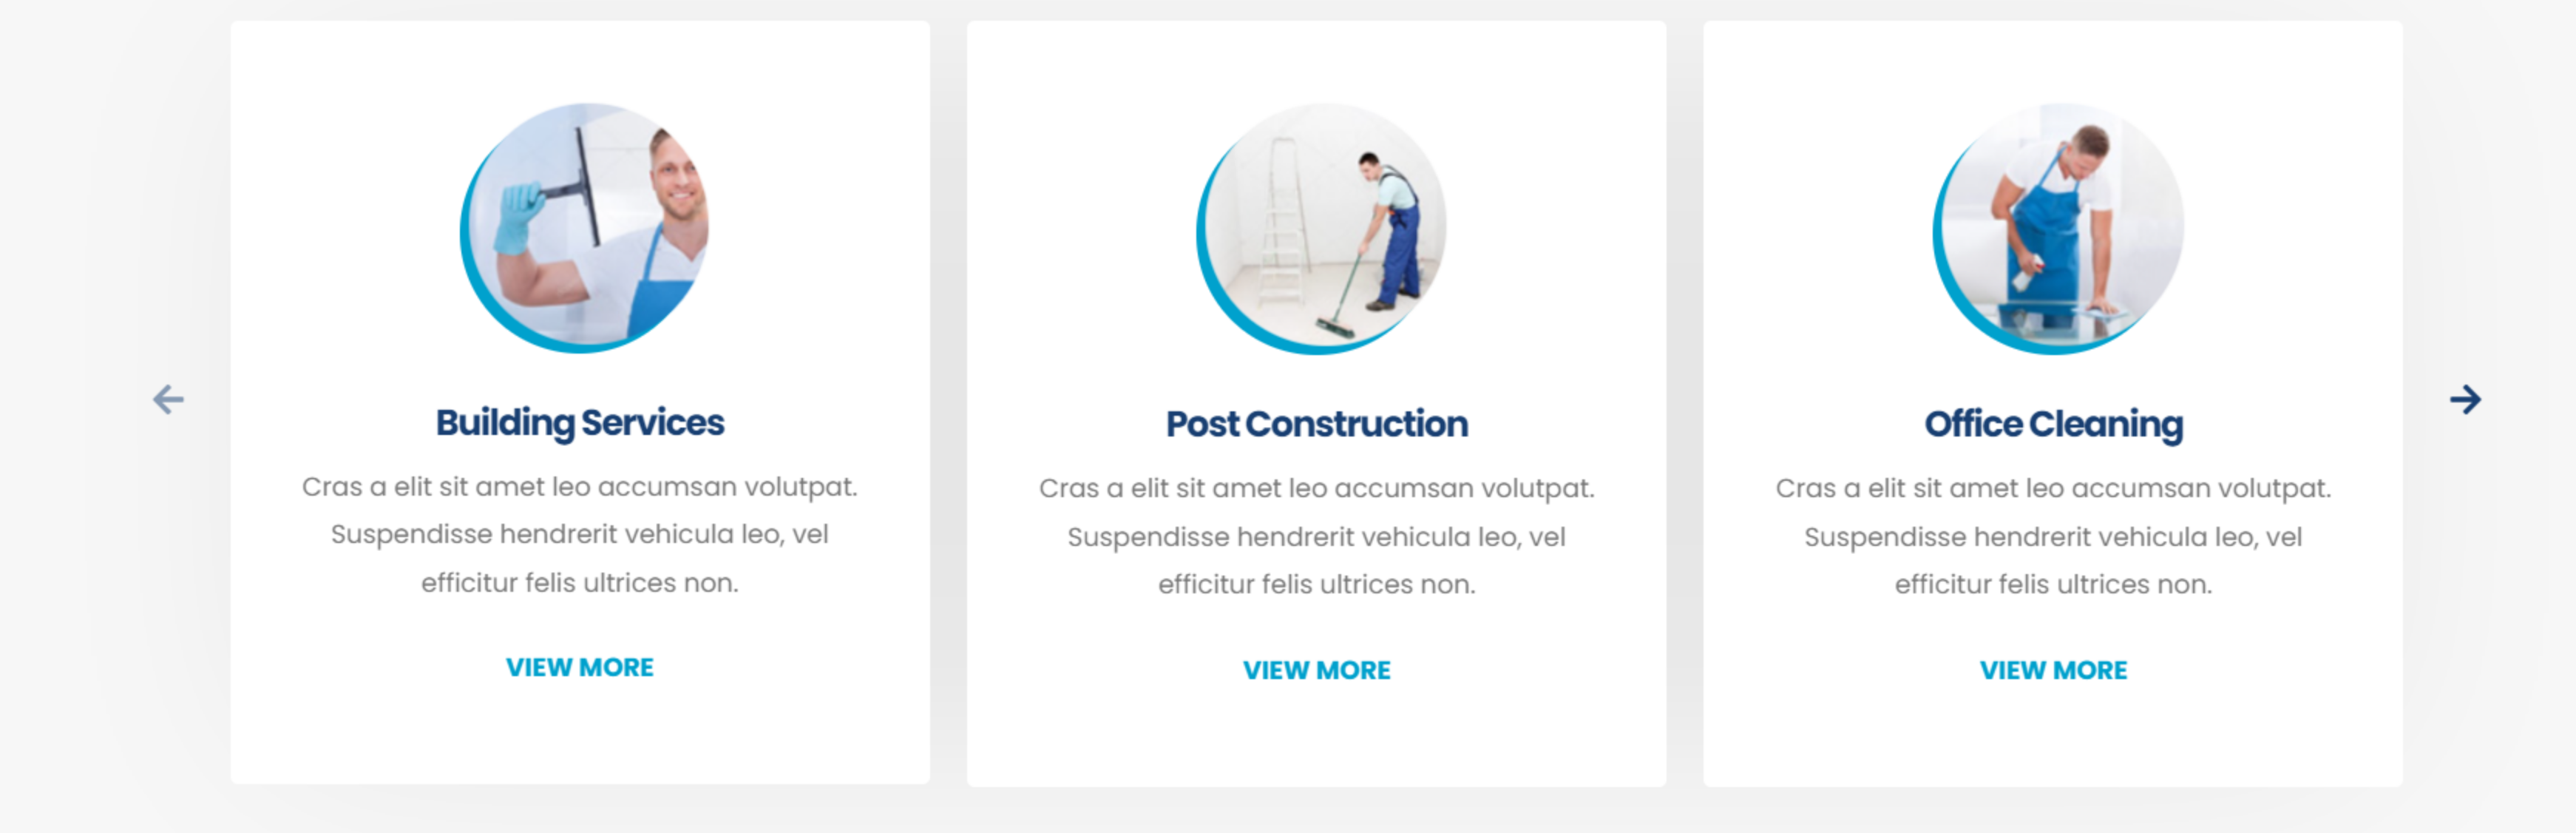 Building Services
Cras a elit sit amet leo accumsan volutpat.
Suspendisse hendrerit vehicula leo, vel
efficitur felis ultrices non.
VIEW MORE
Post Construction
Cras a elit sit amet leo accumsan volutpat.
Suspendisse hendrerit vehicula leo, vel
efficitur felis ultrices non.
VIEW MORE
Office Cleaning
Cras a elit sit amet leo accumsan volutpat.
Suspendisse hendrerit vehicula leo, vel
efficitur felis ultrices non.
VIEW MORE